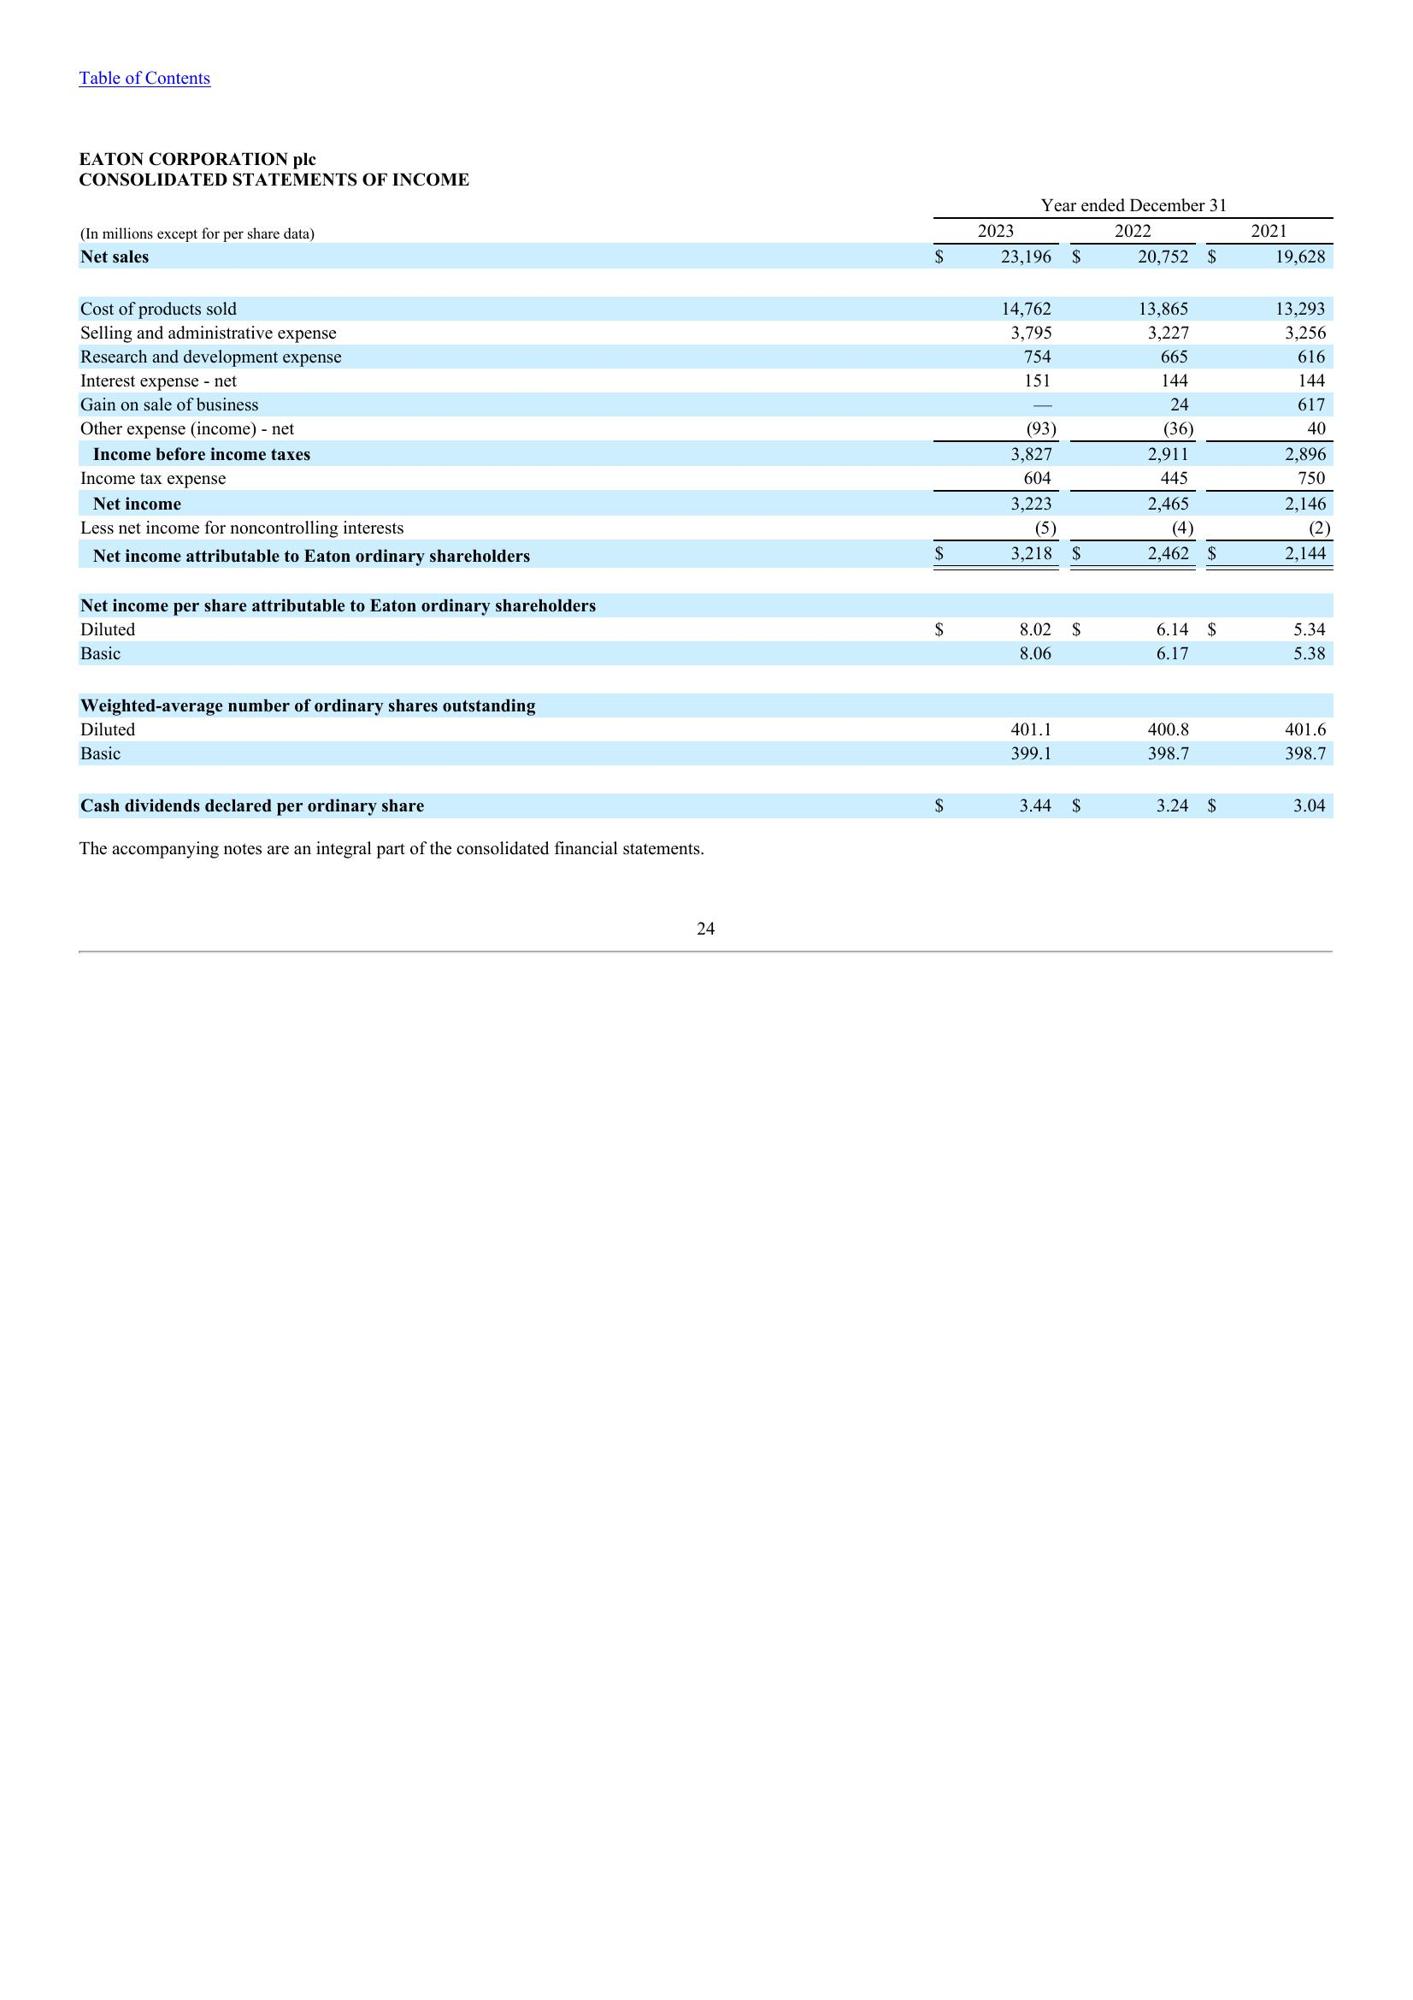 Table of Contents
EATON CORPORATION plc
CONSOLIDATED STATEMENTS OF INCOME
Year ended December 31
(In millions except for per share data) 2023 2022 2021
Net sales $ 23,196 $ 20,752 $ 19,628
Cost of products sold 14,762 13,865 13,293
Selling and administrative expense 3,795 3,227 3,256
Research and development expense 754 665 616
Interest expense - net 151 144 144
Gain on sale of business — 24 617
Other expense (income) - net (93) (36) 40
Income before income taxes 3,827 2,911 2,896
Income tax expense 604 445 750
Net income 3,223 2,465 2,146
Less net income for noncontrolling interests (5) (4) (2)
Net income attributable to Eaton ordinary shareholders $ 3,218 $ 2,462 $ 2,144
Net income per share attributable to Eaton ordinary shareholders
Diluted $ 8.02 $ 6.14 $ 5.34
Basic 8.06 6.17 5.38
Weighted-average number of ordinary shares outstanding
Diluted 401.1 400.8 401.6
Basic 399.1 398.7 398.7
Cash dividends declared per ordinary share $ 3.44 $ 3.24 $ 3.04
The accompanying notes are an integral part of the consolidated financial statements.
24